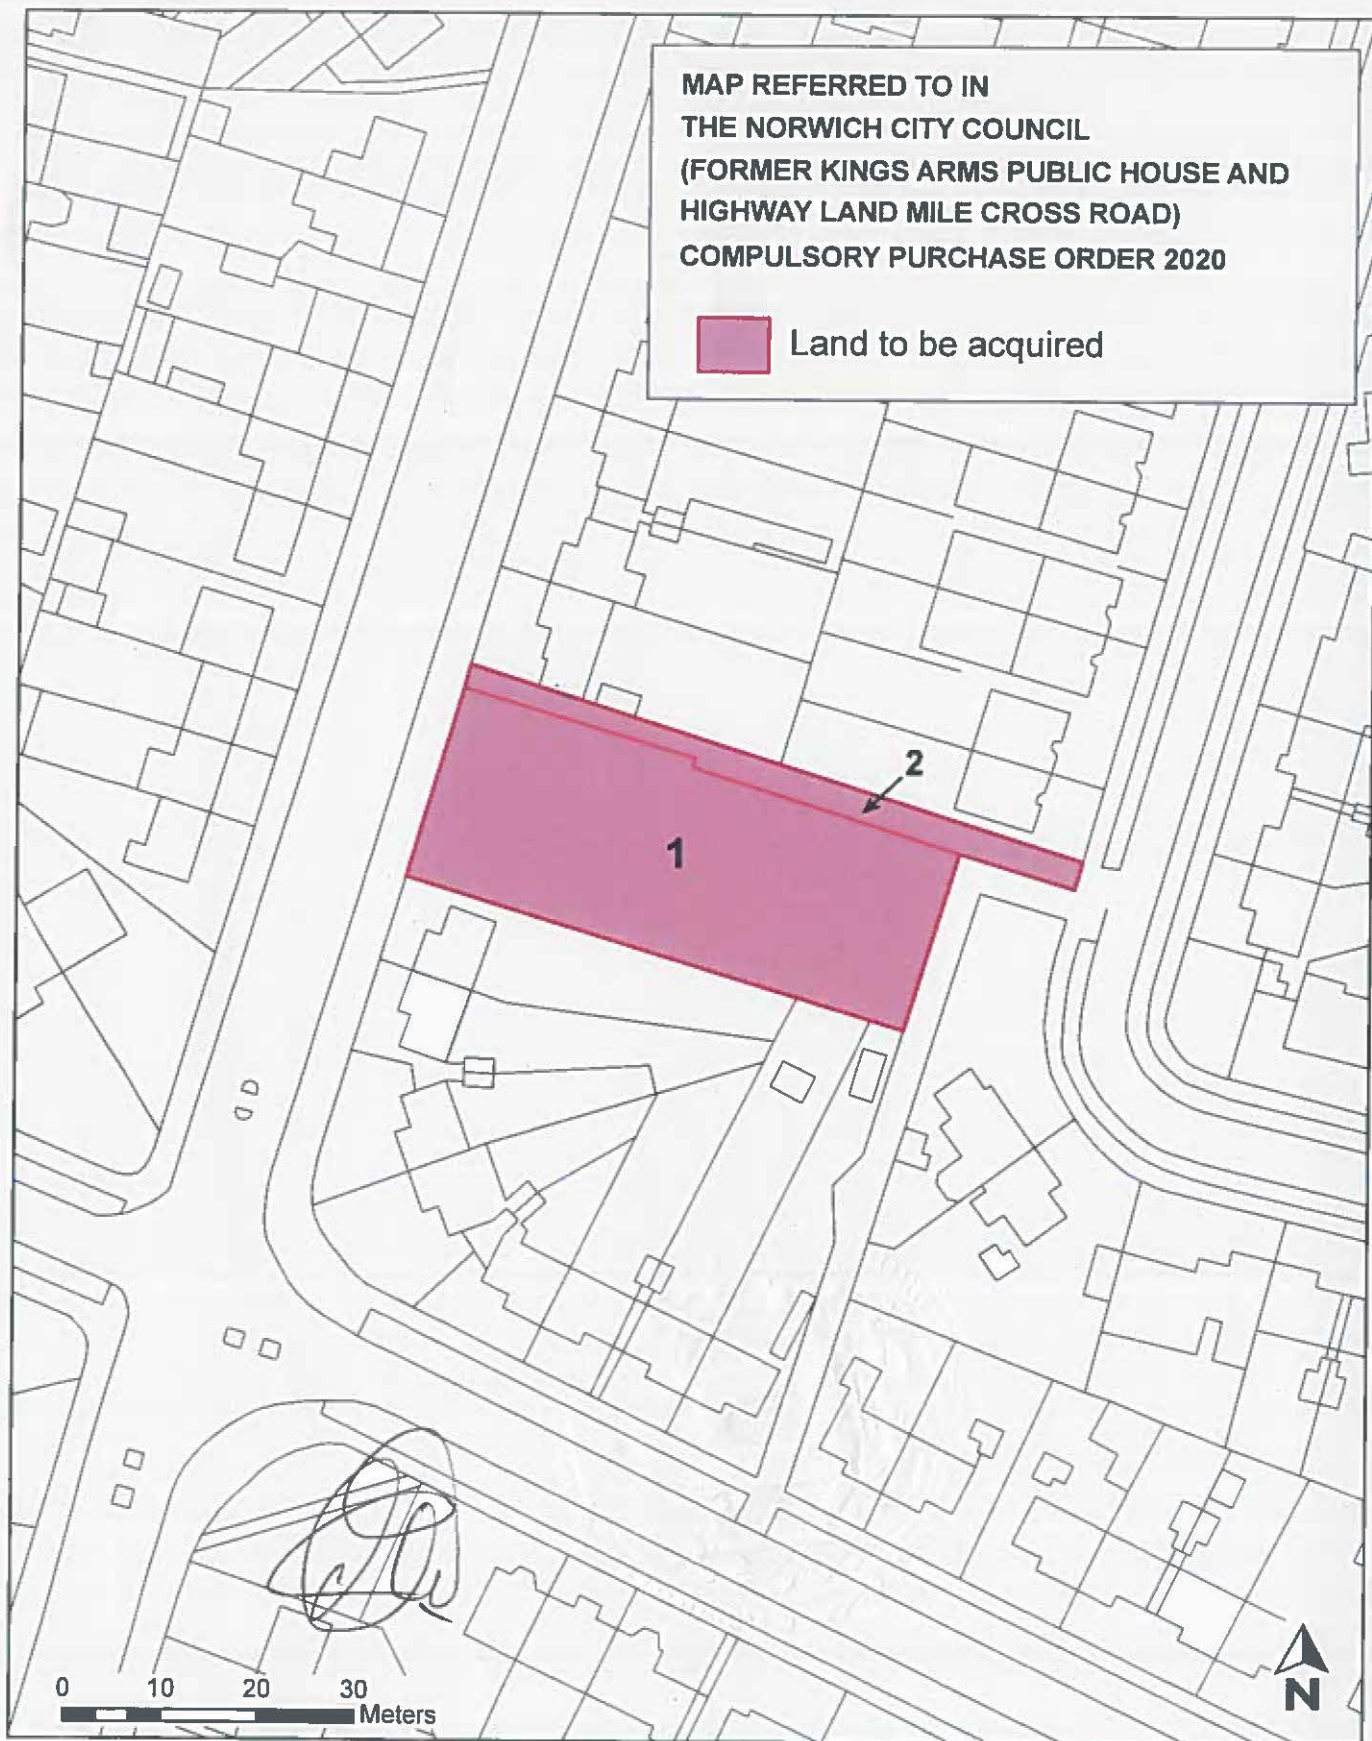 MAP REFERRED TO IN
THE NORWICH CITY COUNCIL
(FORMER KINGS ARMS PUBLIC HOUSE AND
HIGHWAY LAND MILE CROSS ROAD)
COMPULSORY PURCHASE ORDER 2020
Land to be acquired
2
1
0 10 20 30
Meters
N